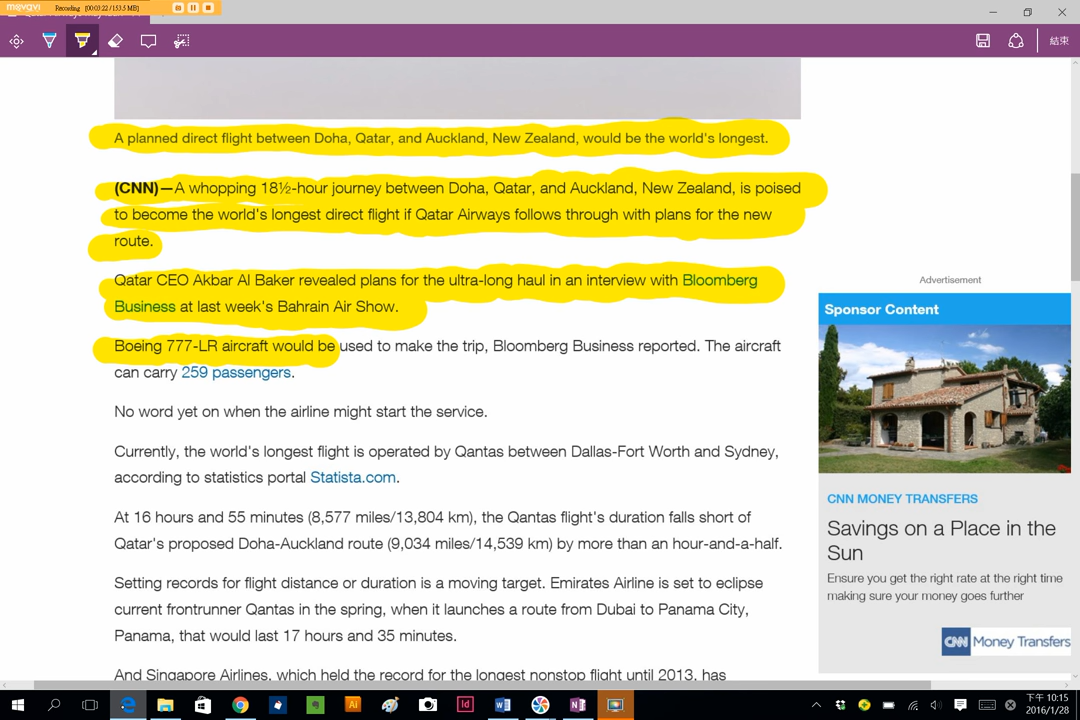 movavi
Recording [00:03:22 / 153.5 MB]
結束
A planned direct flight between Doha, Qatar, and Auckland, New Zealand, would be the world's longest.
(CNN)—A whopping 18½-hour journey between Doha, Qatar, and Auckland, New Zealand, is poised
to become the world's longest direct flight if Qatar Airways follows through with plans for the new
route.
Qatar CEO Akbar Al Baker revealed plans for the ultra-long haul in an interview with Bloomberg
Business at last week's Bahrain Air Show.
Boeing 777-LR aircraft would be used to make the trip, Bloomberg Business reported. The aircraft
can carry 259 passengers.
No word yet on when the airline might start the service.
Currently, the world's longest flight is operated by Qantas between Dallas-Fort Worth and Sydney,
according to statistics portal Statista.com.
At 16 hours and 55 minutes (8,577 miles/13,804 km), the Qantas flight's duration falls short of
Qatar's proposed Doha-Auckland route (9,034 miles/14,539 km) by more than an hour-and-a-half.
Setting records for flight distance or duration is a moving target. Emirates Airline is set to eclipse
current frontrunner Qantas in the spring, when it launches a route from Dubai to Panama City,
Panama, that would last 17 hours and 35 minutes.
And Singapore Airlines, which held the record for the longest nonstop flight until 2013, has
Advertisement
Sponsor Content
CNN MONEY TRANSFERS
Savings on a Place in the
Sun
Ensure you get the right rate at the right time
making sure your money goes further
CNN Money Transfers
下午 10:15
2016/1/28